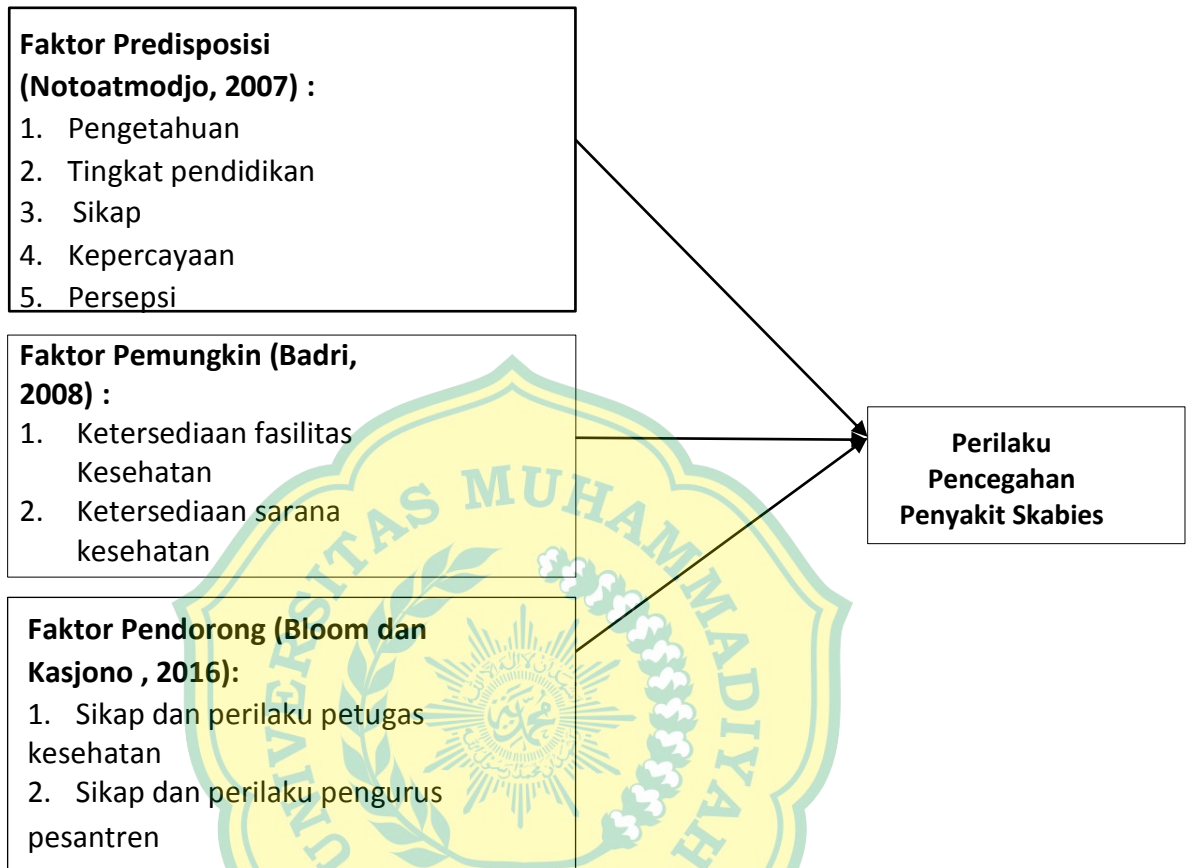 Faktor Predisposisi
(Notoatmodjo, 2007) :
1. Pengetahuan
2. Tingkat pendidikan
3. Sikap
4. Kepercayaan
5. Persepsi
Faktor Pemungkin (Badri,
2008) :
1. Ketersediaan fasilitas
Kesehatan
2. Ketersediaan sarana
kesehatan
Faktor Pendorong (Bloom dan
Kasjono , 2016):
1. Sikap dan perilaku petugas
kesehatan
2. Sikap dan perilaku pengurus
pesantren
Perilaku
Pencegahan
Penyakit Skabies
UNIVERSITAS MUHAMMADIYAH